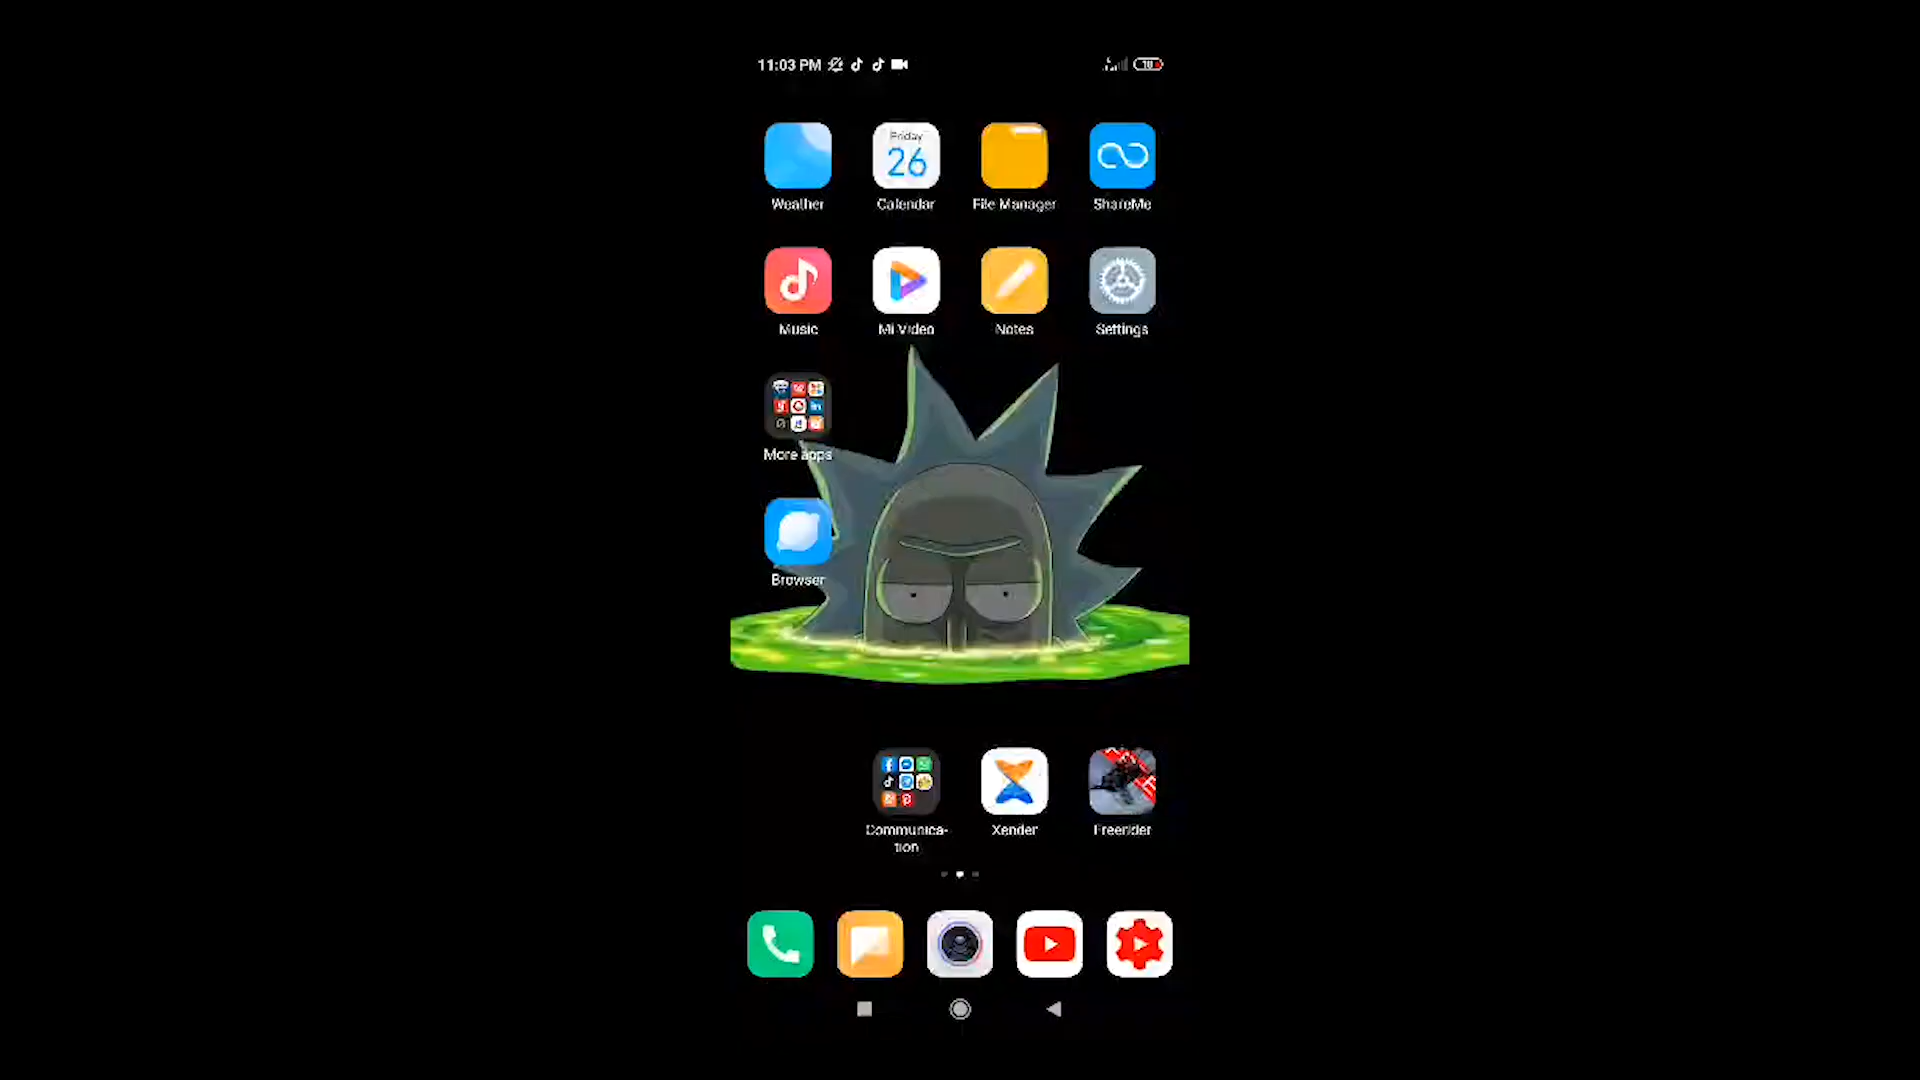 11:03 PM
10
Friday
26
Weather
Calendar
File Manager
ShareMe
Music
Mi Video
Notes
Settings
More apps
Browser
Communica-
tion
Xender
Freerider